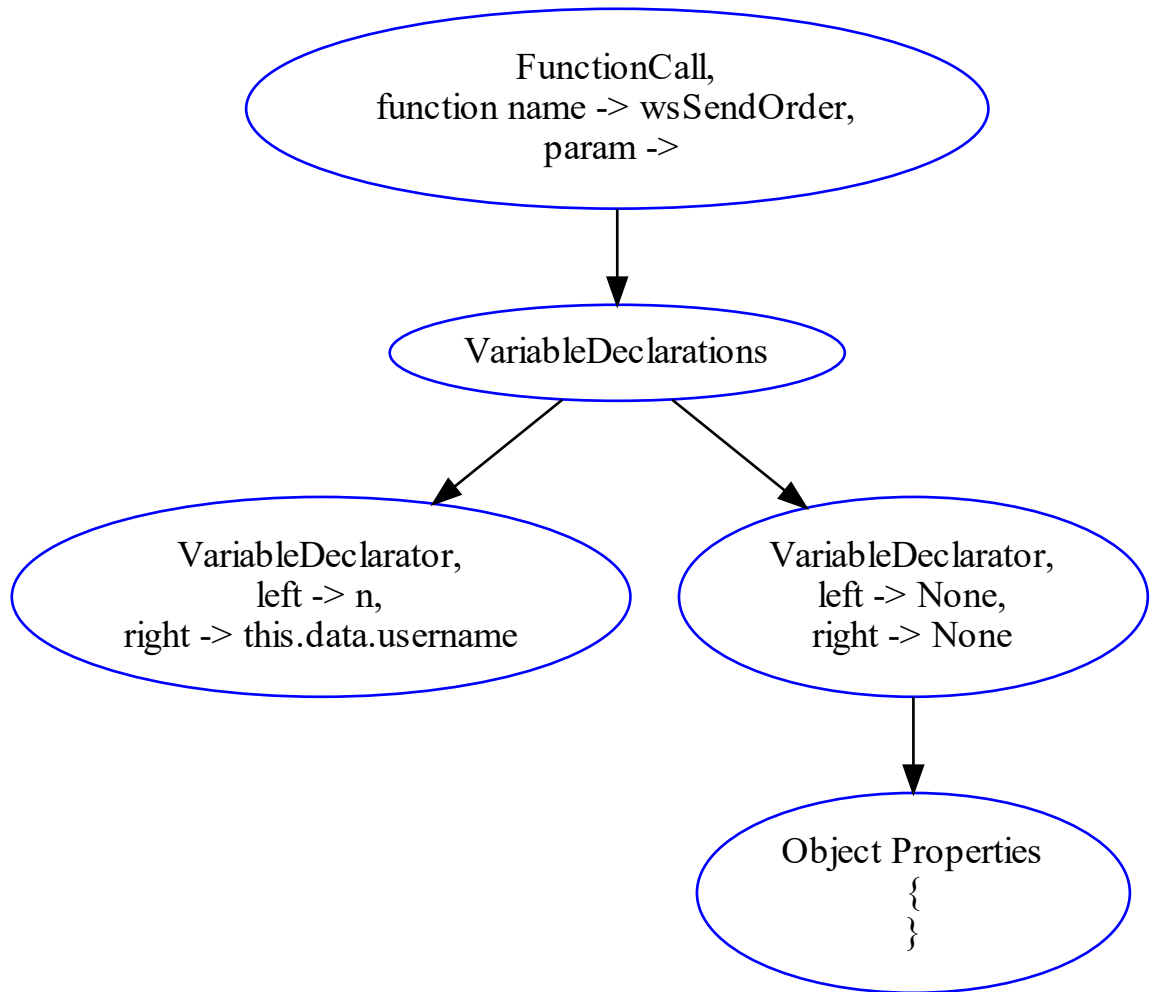 FunctionCall,
function name -> wsSendOrder,
param ->
VariableDeclarations
VariableDeclarator,
left -> n,
right -> this.data.username
VariableDeclarator,
left -> None,
right -> None
Object Properties
{
}